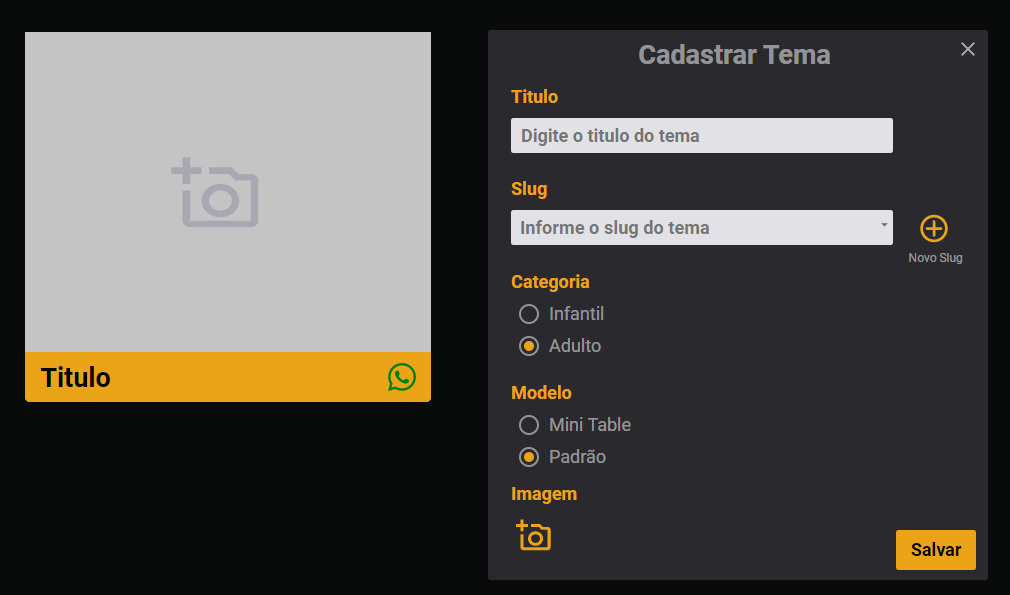 Titulo
Cadastrar Tema
Titulo
Digite o titulo do tema
Slug
Informe o slug do tema
Novo Slug
Categoria
Infantil
Adulto
Modelo
Mini Table
Padrão
Imagem
Salvar